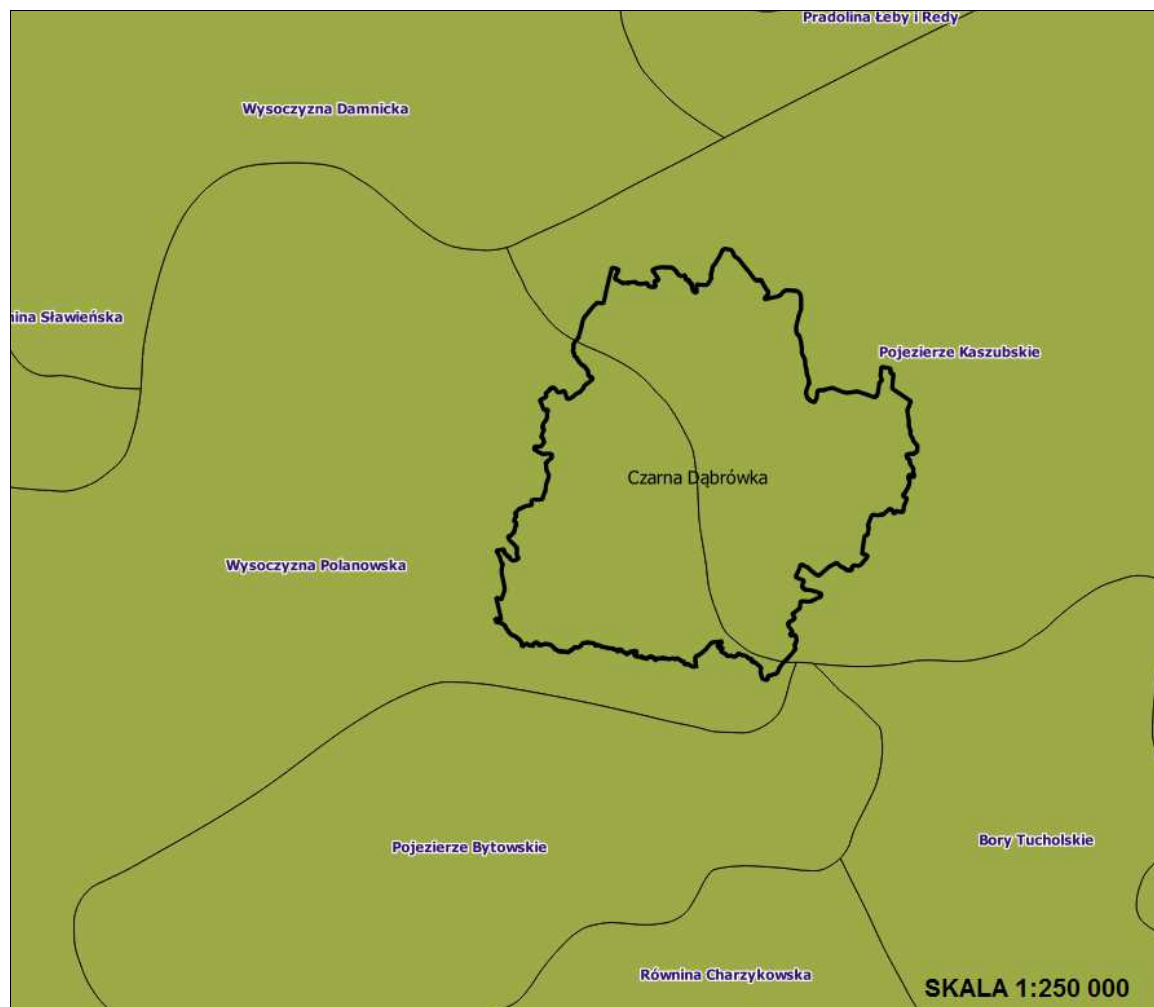 Pradolina Łeby i Redy
Wysoczyzna Damnicka
nina Sławieńska
Pojezierze Kaszubskie
Czarna Dąbrówka
Wysoczyzna Polanowska
Pojezierze Bytowskie
Bory Tucholskie
Równina Charzykowska
SKALA 1:250 000